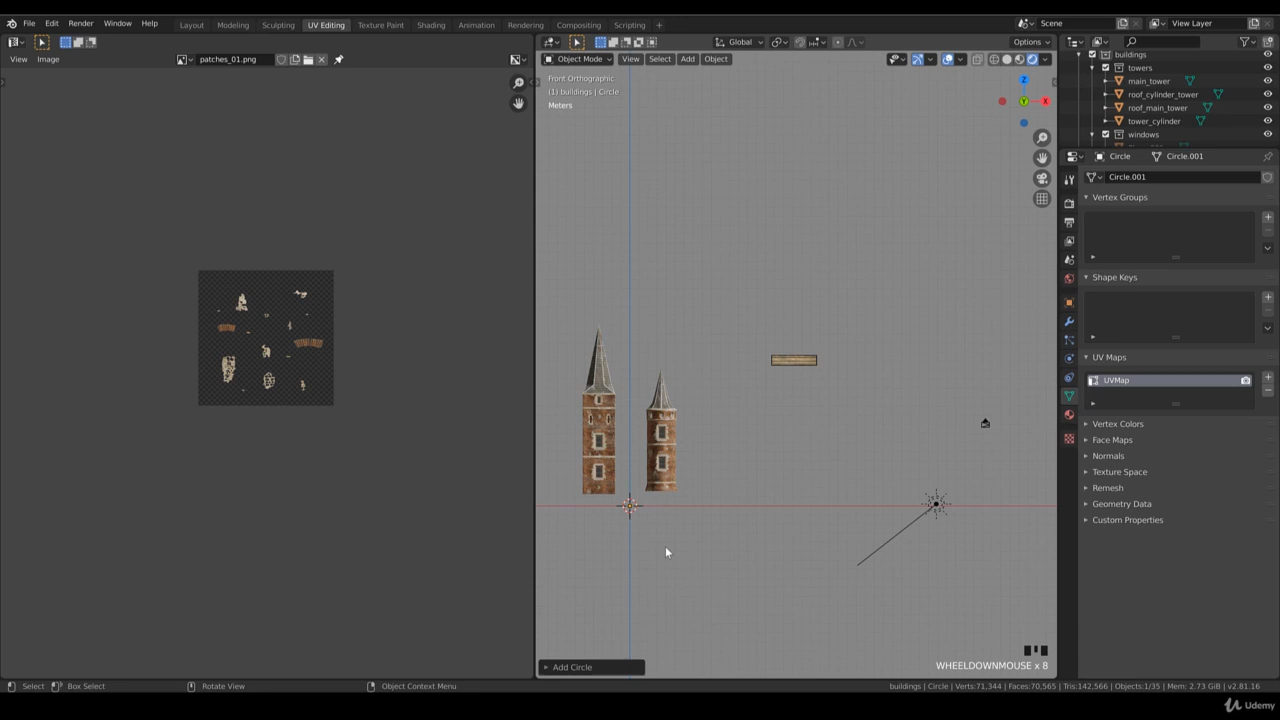 File Edit Render Window Help Layout Modeling Sculpting UV Editing Texture Paint Shading Animation Rendering Compositing Scripting + Scene View Layer
View Image patches_01.png Global Options
Object Mode View Select Add Object
Front Orthographic
(1) buildings | Circle
Meters
Z
Y
X
buildings
towers
main_tower
roof_cylinder_tower
roof_main_tower
tower_cylinder
windows
Circle Circle.001
Circle.001
Vertex Groups
Shape Keys
UV Maps
UVMap
Vertex Colors
Face Maps
Normals
Texture Space
Remesh
Geometry Data
Custom Properties
Add Circle
WHEELDOWNMOUSE x 8
Select Box Select Rotate View Object Context Menu buildings | Circle | Verts:71,344 | Faces:70,565 | Tris:142,566 | Objects:1/35 | Mem: 2.73 GiB | v2.81.16
Udemy